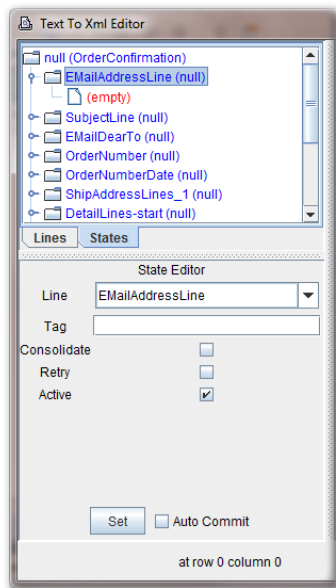 Text To Xml Editor
null (OrderConfirmation)
EMailAddressLine (null)
(empty)
SubjectLine (null)
EMailDearTo (null)
OrderNumber (null)
OrderNumberDate (null)
ShipAddressLines_1 (null)
DetailLines-start (null)
Lines States
State Editor
Line EMailAddressLine
Tag
Consolidate
Retry
Active
Set Auto Commit
at row 0 column 0